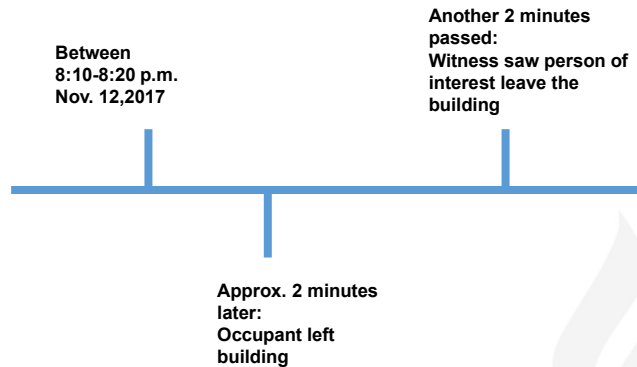 Between
8:10-8:20 p.m.
Nov. 12,2017
Approx. 2 minutes
later:
Occupant left
building
Another 2 minutes
passed:
Witness saw person of
interest leave the
building